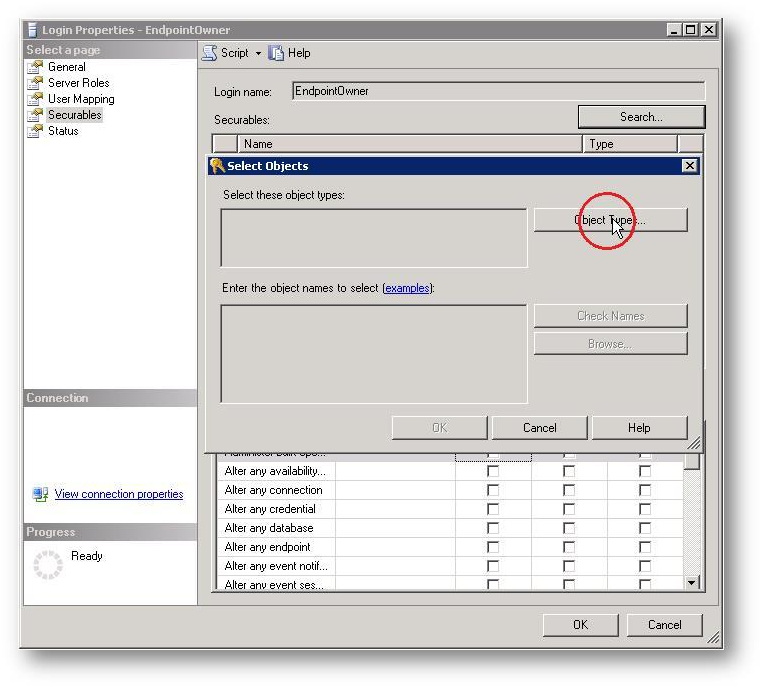 Login Properties - EndpointOwner
Select a page
General
Server Roles
User Mapping
Securables
Status
Script
Help
Login name:
EndpointOwner
Securables:
Search...
Name
Type
Select Objects
Select these object types:
Object Types...
Enter the object names to select (examples):
Check Names
Browse...
OK
Cancel
Help
Connection
View connection properties
Progress
Ready
Alter any availability...
Alter any connection
Alter any credential
Alter any database
Alter any endpoint
Alter any event notif...
Alter any event ses...
OK
Cancel